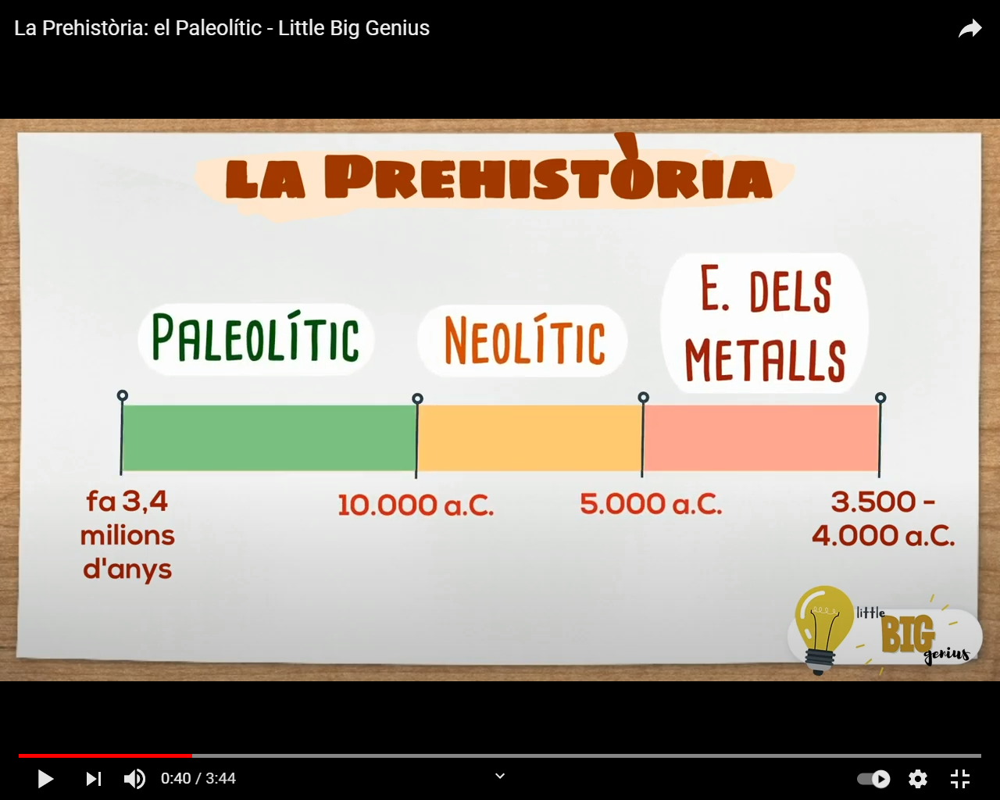 La Prehistòria: el Paleolític - Little Big Genius
LA PREHISTÒRIA
PALEOLÍTIC
NEOLÍTIC
E. DELS
METALLS
fa 3,4
milions
d'anys
10.000 a.C.
5.000 a.C.
3.500 -
4.000 a.C.
little
BIG
genius
0:40 / 3:44